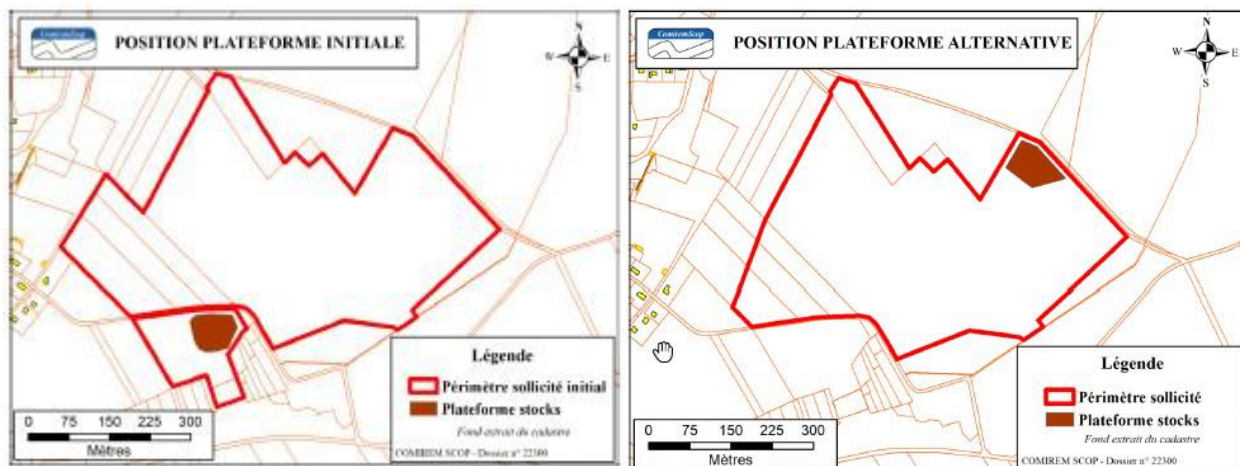 ComiremScop
POSITION PLATEFORME INITIALE
N
W
E
S
Légende
Périmètre sollicité initial
Plateforme stocks
Fond extrait du cadastre
COMIREM SCOP - Dossier n° 22300
0 75 150 225 300
Mètres
ComiremScop
POSITION PLATEFORME ALTERNATIVE
N
W
E
S
Légende
Périmètre sollicité
Plateforme stocks
Fond extrait du cadastre
COMIREM SCOP - Dossier n° 22300
0 75 150 225 300
Mètres